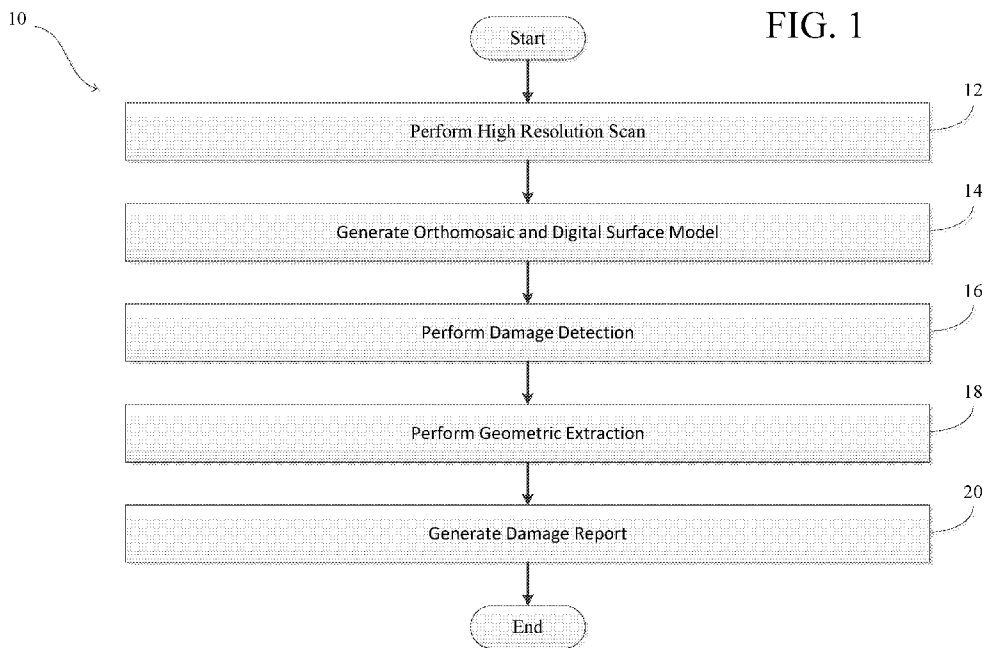 10
FIG. 1
Start
12
Perform High Resolution Scan
14
Generate Orthomosaic and Digital Surface Model
16
Perform Damage Detection
18
Perform Geometric Extraction
20
Generate Damage Report
End